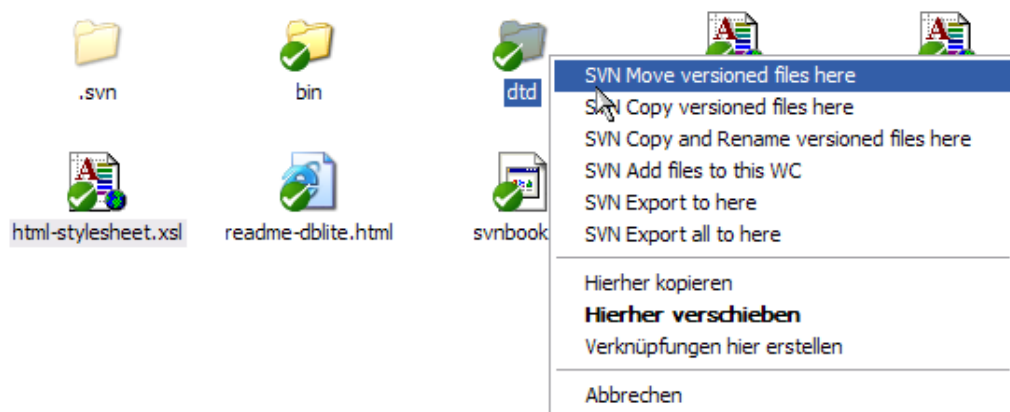 .svn
bin
dtd
html-stylesheet.xsl
readme-dblite.html
svnbook
SVN Move versioned files here
SVN Copy versioned files here
SVN Copy and Rename versioned files here
SVN Add files to this WC
SVN Export to here
SVN Export all to here
Hierher kopieren
Hierher verschieben
Verknüpfungen hier erstellen
Abbrechen